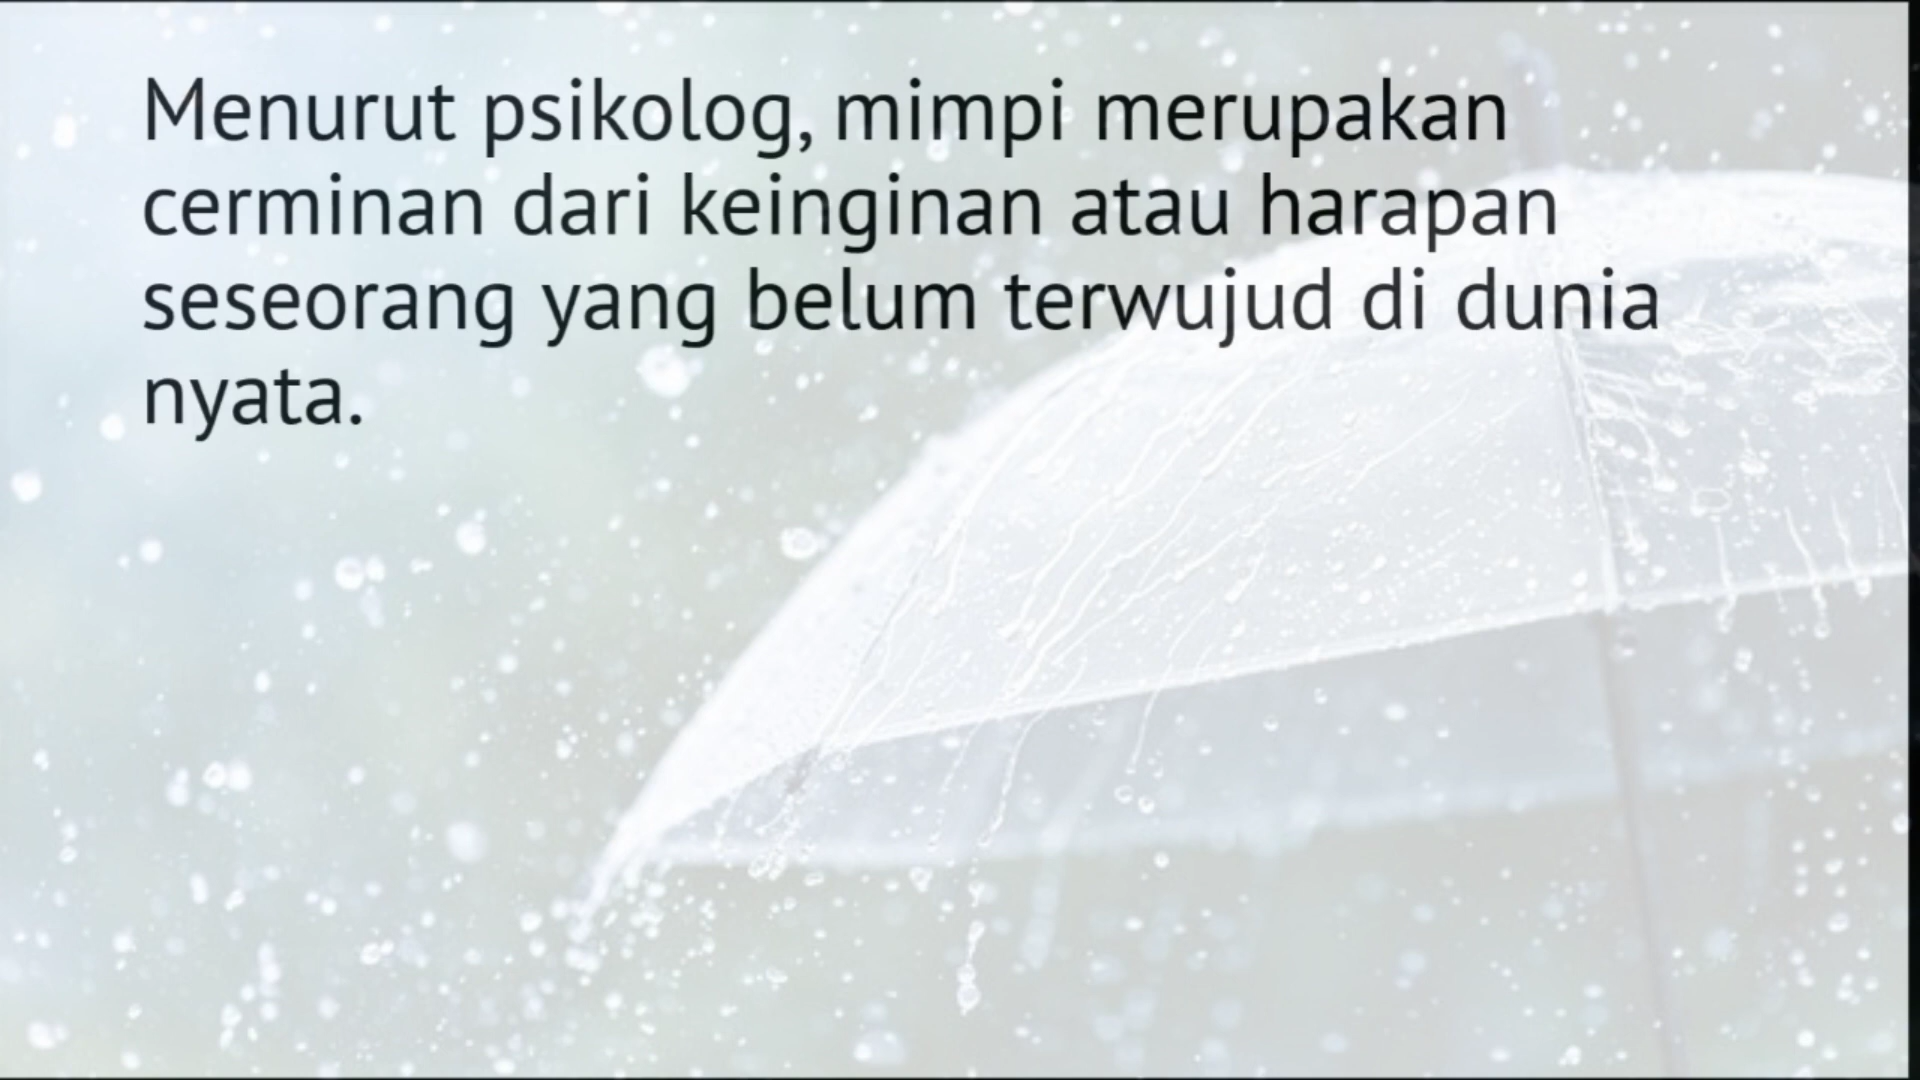 Menurut psikolog, mimpi merupakan
cerminan dari keinginan atau harapan
seseorang yang belum terwujud di dunia
nyata.